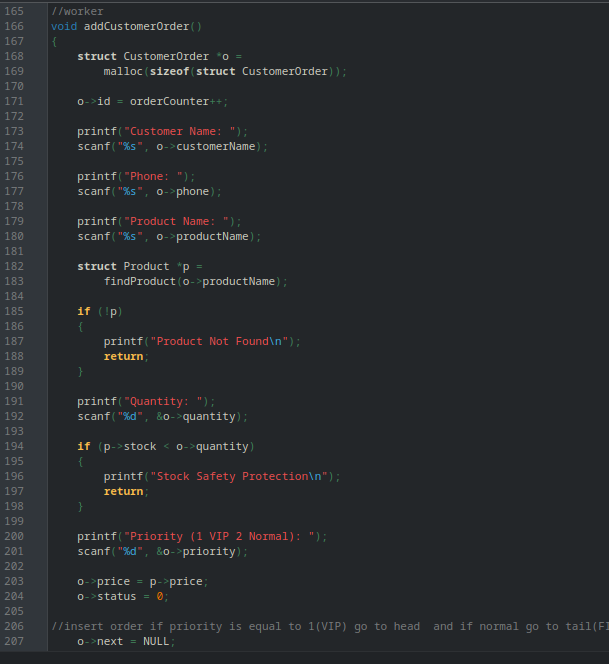 165 //worker
166 void addCustomerOrder()
167 {
168     struct CustomerOrder *o =
169         malloc(sizeof(struct CustomerOrder));
170
171     o->id = orderCounter++;
172
173     printf("Customer Name: ");
174     scanf("%s", o->customerName);
175
176     printf("Phone: ");
177     scanf("%s", o->phone);
178
179     printf("Product Name: ");
180     scanf("%s", o->productName);
181
182     struct Product *p =
183         findProduct(o->productName);
184
185     if (!p)
186     {
187         printf("Product Not Found\n");
188         return;
189     }
190
191     printf("Quantity: ");
192     scanf("%d", &o->quantity);
193
194     if (p->stock < o->quantity)
195     {
196         printf("Stock Safety Protection\n");
197         return;
198     }
199
200     printf("Priority (1 VIP 2 Normal): ");
201     scanf("%d", &o->priority);
202
203     o->price = p->price;
204     o->status = 0;
205
206 //insert order if priority is equal to 1(VIP) go to head  and if normal go to
207     o->next = NULL;